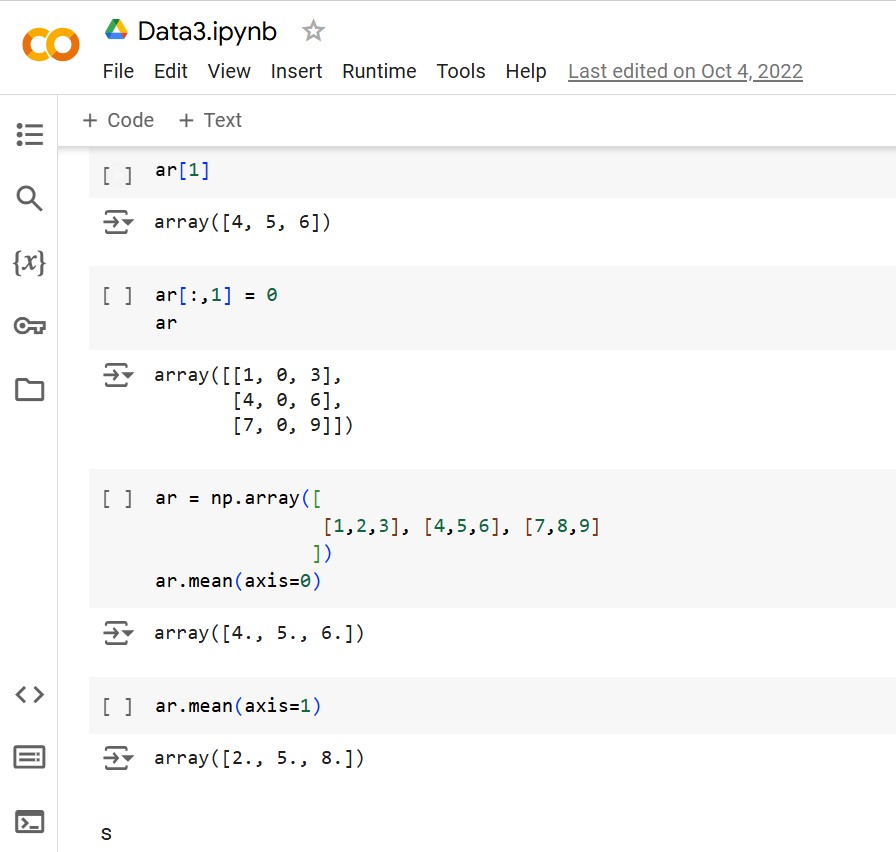 Data3.ipynb
File Edit View Insert Runtime Tools Help Last edited on Oct 4, 2022
+ Code + Text
[ ] ar[1]
array([4, 5, 6])
[ ] ar[:,1] = 0
ar
array([[1, 0, 3],
[4, 0, 6],
[7, 0, 9]])
[ ] ar = np.array([
[1,2,3], [4,5,6], [7,8,9]
])
ar.mean(axis=0)
array([4., 5., 6.])
[ ] ar.mean(axis=1)
array([2., 5., 8.])
s